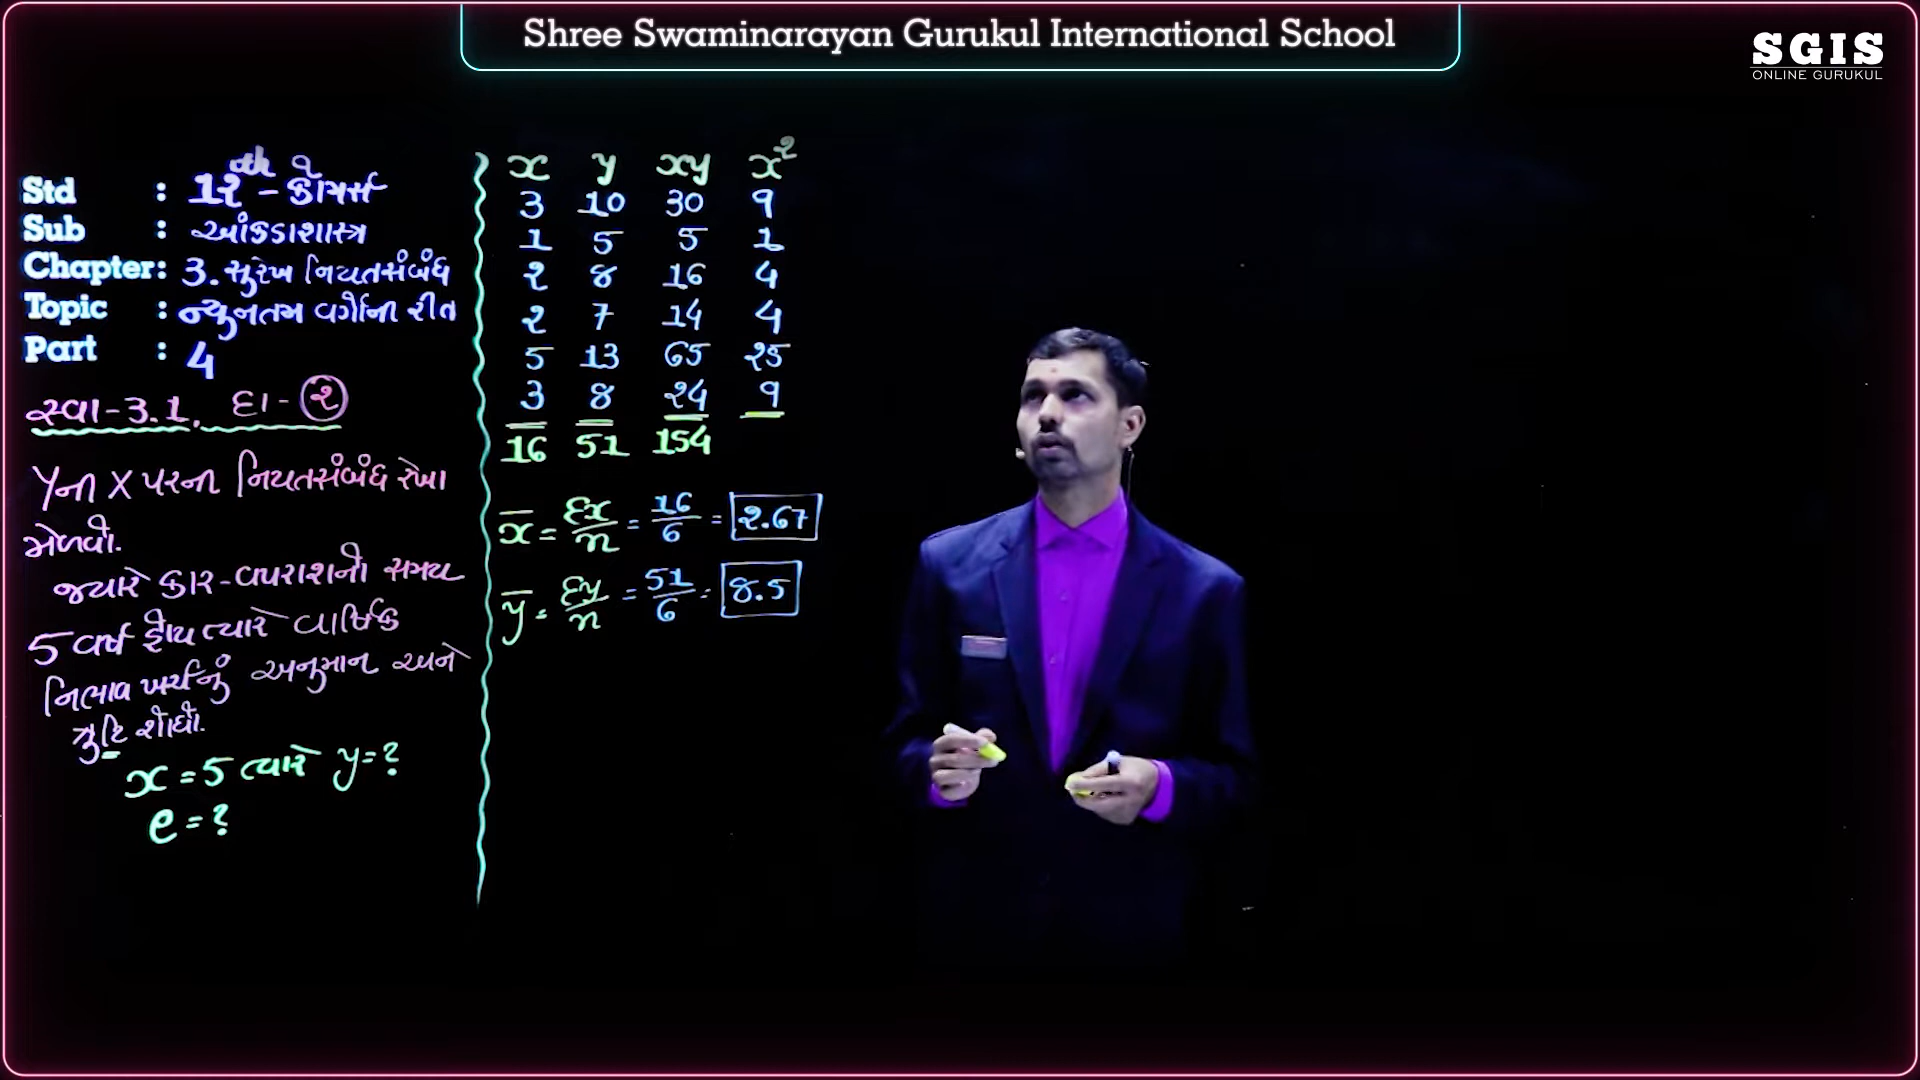 Shree Swaminarayan Gurukul International School
SGIS
ONLINE GURUKUL
Std : 12th - કોમર્સ
Sub : આંકડાશાસ્ત્ર
Chapter: 3. સુરેખ નિયતસંબંધ
Topic : ન્યુનતમ વર્ગોની રીત
Part : 4
સ્વા-3.1. દા-૨
Yની X પરની નિયતસંબંધ રેખા
મેળવો.
જ્યારે કાર-વપરાશનો સમય
5 વર્ષ હોય ત્યારે વાર્ષિક
નિભાવ ખર્ચનું અનુમાન અને
ત્રુટિ શોધો.
x = 5 ત્યારે y = ?
e = ?
x y xy x²
3 10 30 9
1 5 5 1
2 8 16 4
2 7 14 4
5 13 65 25
3 8 24 9
16 51 154
x̄ = Σx/n = 16/6 = 2.67
ȳ = Σy/n = 51/6 = 8.5